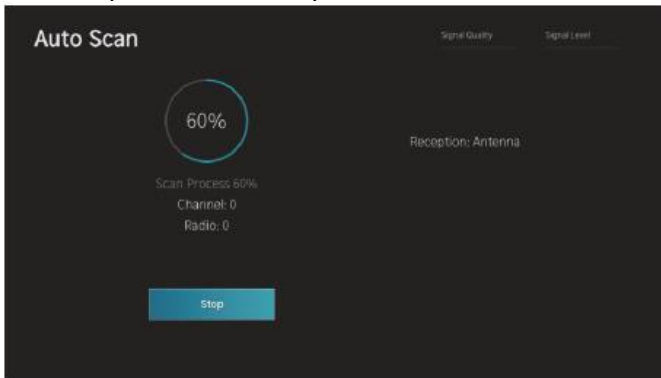 Auto Scan
Signal Quality
Signal Level
60%
Reception: Antenna
Scan Process 60%
Channel: 0
Radio: 0
Stop